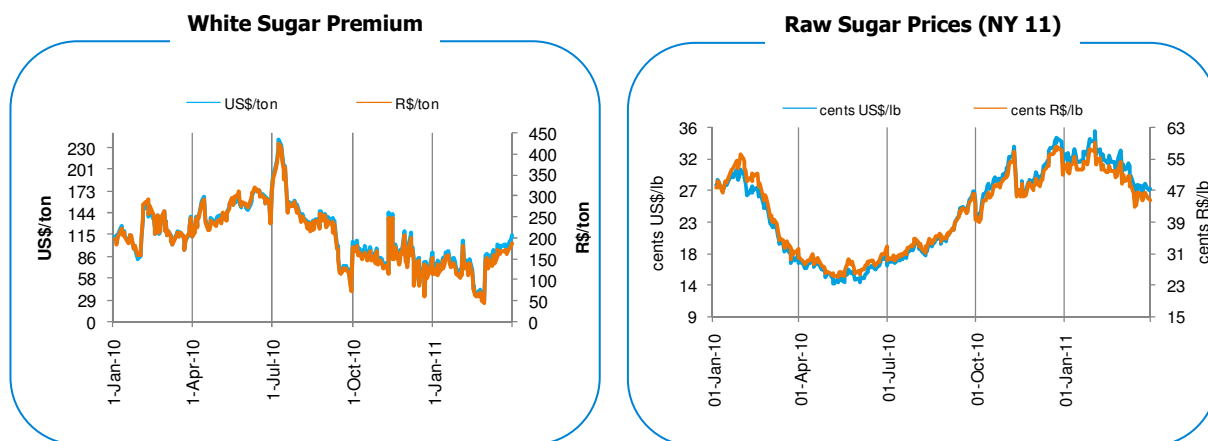 White Sugar Premium
US$/ton
R$/ton
US$/ton
230
201
173
144
115
86
58
29
0
R$/ton
450
400
350
300
250
200
150
100
50
0
1-Jan-10
1-Apr-10
1-Jul-10
1-Oct-10
1-Jan-11
Raw Sugar Prices (NY 11)
cents US$/lb
cents R$/lb
cents US$/lb
36
32
27
23
18
14
9
cents R$/lb
63
55
47
39
31
23
15
01-Jan-10
01-Apr-10
01-Jul-10
01-Oct-10
01-Jan-11